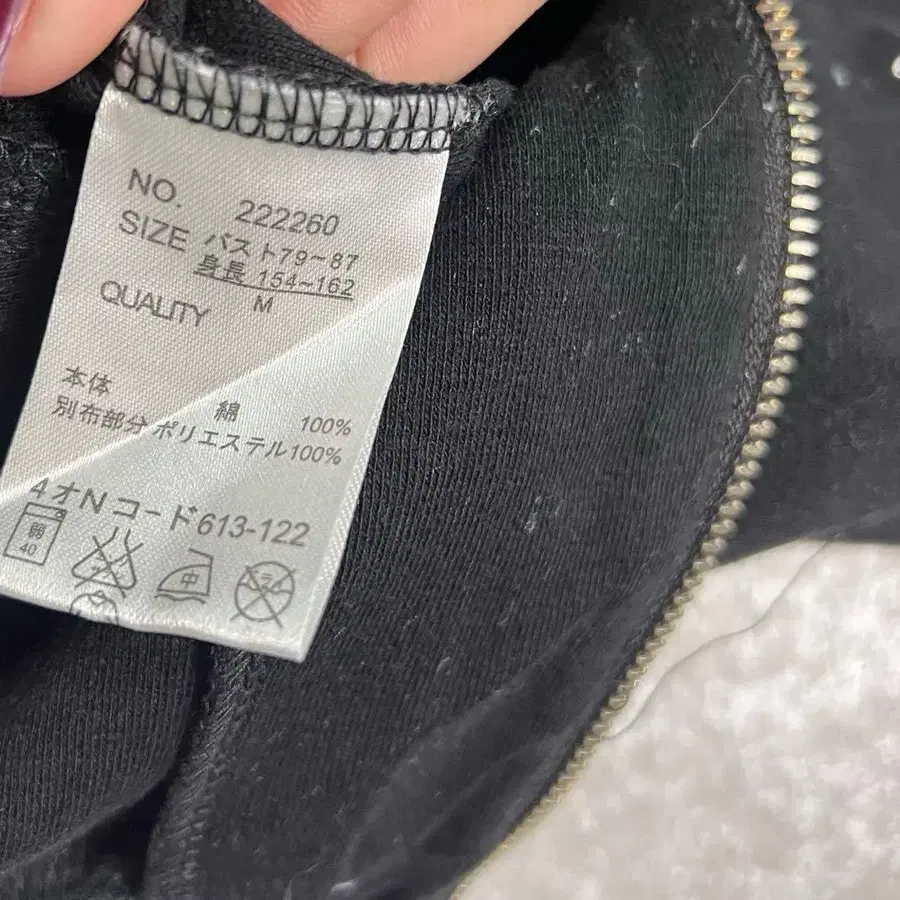 NO. 222260
SIZE バスト79~87
身長 154~162
M
QUALITY
本体 綿 100%
別布部分 ポリエステル100%
4オNコード613-122
弱 40
中